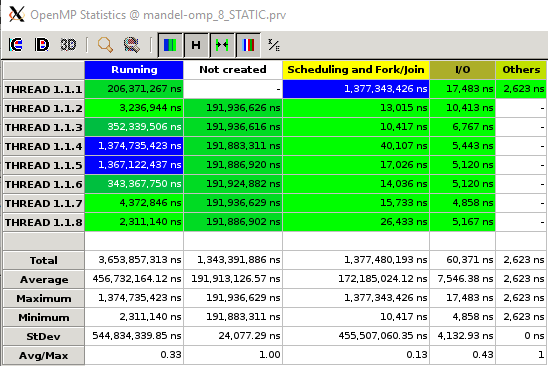 OpenMP Statistics @ mandel-omp_8_STATIC.prv
3D
Running Not created Scheduling and Fork/Join I/O Others
THREAD 1.1.1 206,371,267 ns - 1,377,343,426 ns 17,483 ns 2,623 ns
THREAD 1.1.2 3,236,944 ns 191,936,626 ns 13,015 ns 10,413 ns -
THREAD 1.1.3 352,339,506 ns 191,936,616 ns 10,417 ns 6,767 ns -
THREAD 1.1.4 1,374,735,423 ns 191,883,311 ns 40,107 ns 5,443 ns -
THREAD 1.1.5 1,367,122,437 ns 191,886,920 ns 17,026 ns 5,120 ns -
THREAD 1.1.6 343,367,750 ns 191,924,882 ns 14,036 ns 5,120 ns -
THREAD 1.1.7 4,372,846 ns 191,936,629 ns 15,733 ns 4,858 ns -
THREAD 1.1.8 2,311,140 ns 191,886,902 ns 26,433 ns 5,167 ns -
Total 3,653,857,313 ns 1,343,391,886 ns 1,377,480,193 ns 60,371 ns 2,623 ns
Average 456,732,164.12 ns 191,913,126.57 ns 172,185,024.12 ns 7,546.38 ns 2,623 ns
Maximum 1,374,735,423 ns 191,936,629 ns 1,377,343,426 ns 17,483 ns 2,623 ns
Minimum 2,311,140 ns 191,883,311 ns 10,417 ns 4,858 ns 2,623 ns
StDev 544,834,339.85 ns 24,077.29 ns 455,507,060.35 ns 4,132.93 ns 0 ns
Avg/Max 0.33 1.00 0.13 0.43 1